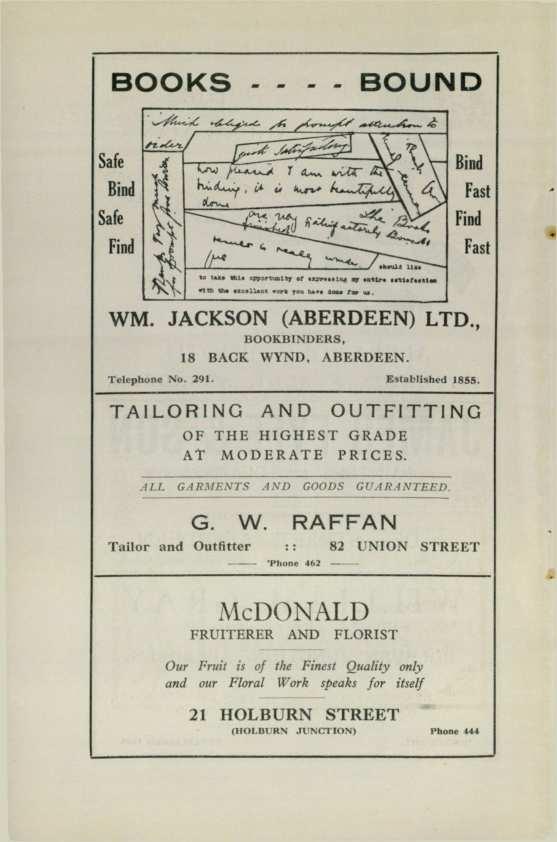 BOOKS - - - - BOUND
Much obliged for prompt attention to
order
quite satisfactory
how pleased I am with the
binding, it is most beautifully
done
The Books
are very
finished satisfactorily Bound
really
should like
to take this opportunity of expressing my entire satisfaction
with the excellent work you have done for us.
Safe
Bind
Safe
Find
Bind
Fast
Find
Fast
WM. JACKSON (ABERDEEN) LTD.,
BOOKBINDERS,
18 BACK WYND, ABERDEEN.
Telephone No. 291. Established 1855.
TAILORING AND OUTFITTING
OF THE HIGHEST GRADE
AT MODERATE PRICES.
ALL GARMENTS AND GOODS GUARANTEED.
G. W. RAFFAN
Tailor and Outfitter :: 82 UNION STREET
'Phone 462
McDONALD
FRUITERER AND FLORIST
Our Fruit is of the Finest Quality only
and our Floral Work speaks for itself
21 HOLBURN STREET
(HOLBURN JUNCTION) Phone 444